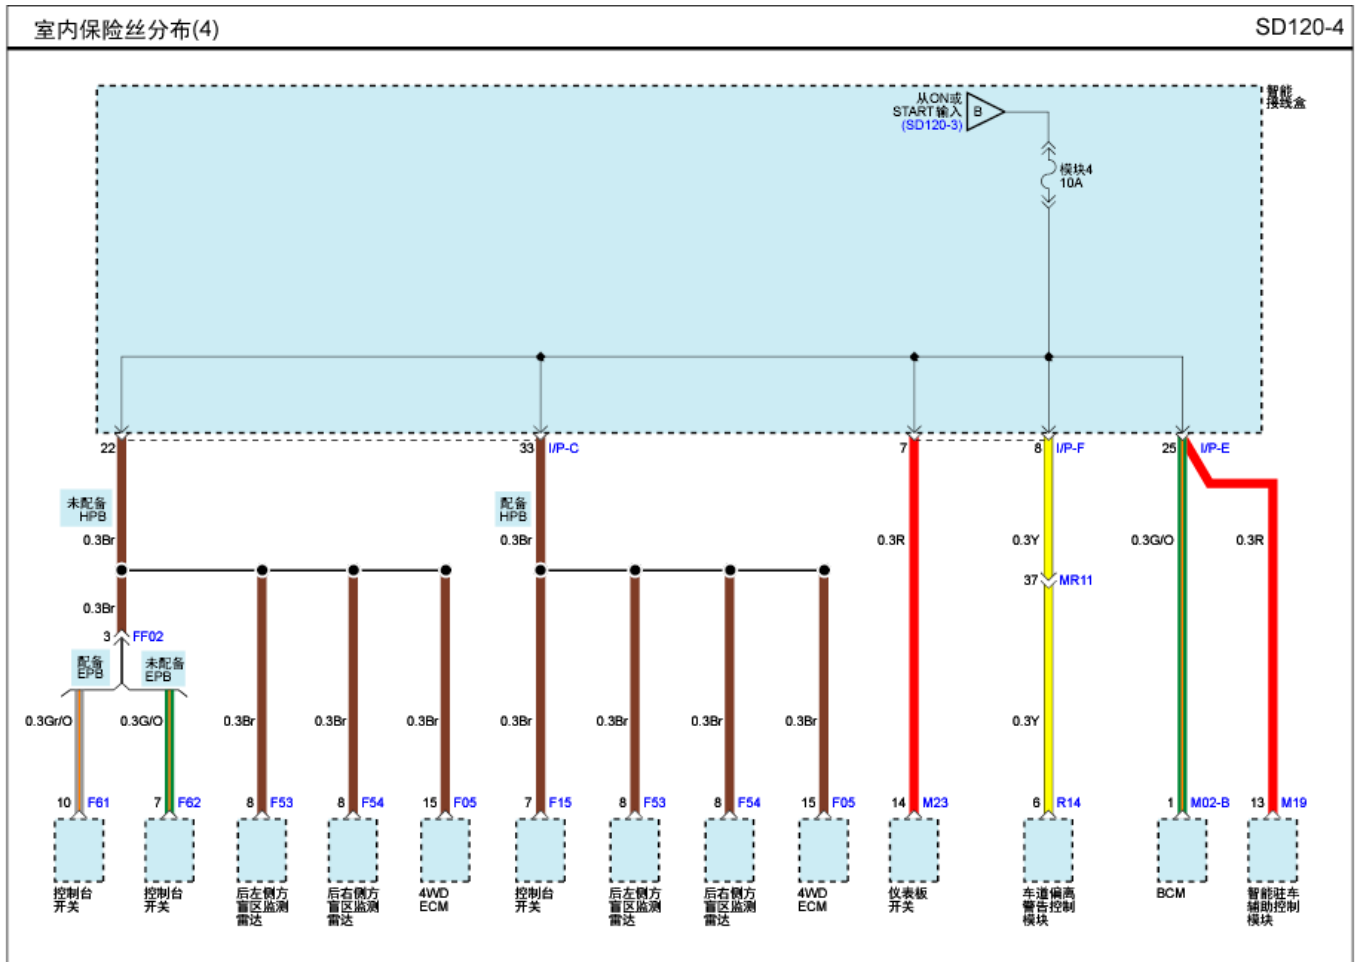 室内保险丝分布(4)
SD120-4
智能
接线盒
从ON或
START输入
(SD120-3)
B
模块4
10A
22
33
I/P-C
7
8
I/P-F
25
I/P-E
未配备
HPB
配备
HPB
0.3Br
0.3Br
0.3R
0.3Y
0.3G/O
0.3R
37
MR11
0.3Br
3
FF02
配备
EPB
未配备
EPB
0.3Gr/O
0.3G/O
0.3Br
0.3Br
0.3Br
0.3Br
0.3Br
0.3Br
0.3Br
0.3Y
10
F61
7
F62
8
F53
8
F54
15
F05
7
F15
8
F53
8
F54
15
F05
14
M23
6
R14
1
M02-B
13
M19
控制台
开关
控制台
开关
后左侧方
盲区监测
雷达
后右侧方
盲区监测
雷达
4WD
ECM
控制台
开关
后左侧方
盲区监测
雷达
后右侧方
盲区监测
雷达
4WD
ECM
仪表板
开关
车道偏离
警告控制
模块
BCM
智能驻车
辅助控制
模块